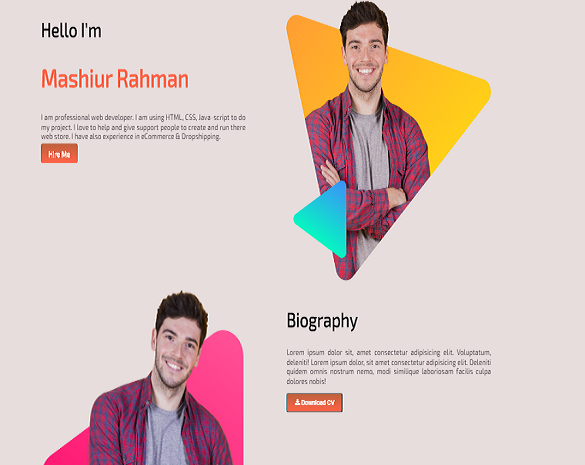 Hello I'm
Mashiur Rahman
I am professional web developer. I am using HTML, CSS, Java-script to do
my project. I love to help and give support people to create and run there
web store. I have also experience in eCommerce & Dropshipping.
Hire Me
Biography
Lorem ipsum dolor sit, amet consectetur adipisicing elit. Voluptatum,
deleniti! Lorem ipsum dolor, sit amet consectetur adipisicing elit. Deleniti
quidem omnis nostrum nemo, modi similique laboriosam facilis culpa
dolores nobis!
Download CV